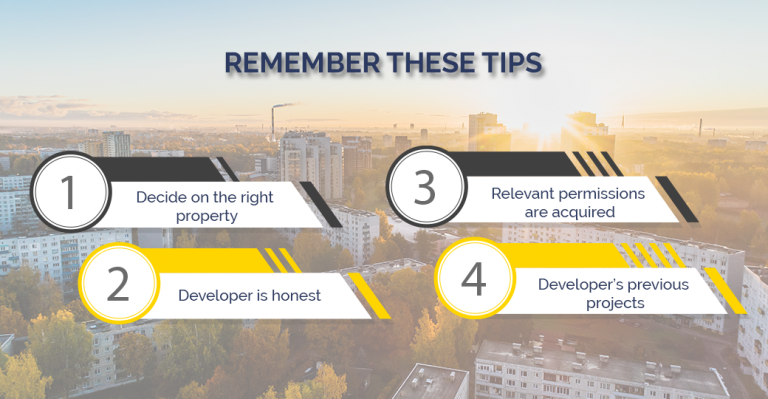 REMEMBER THESE TIPS
1
Decide on the right
property
2
Developer is honest
3
Relevant permissions
are acquired
4
Developer's previous
projects